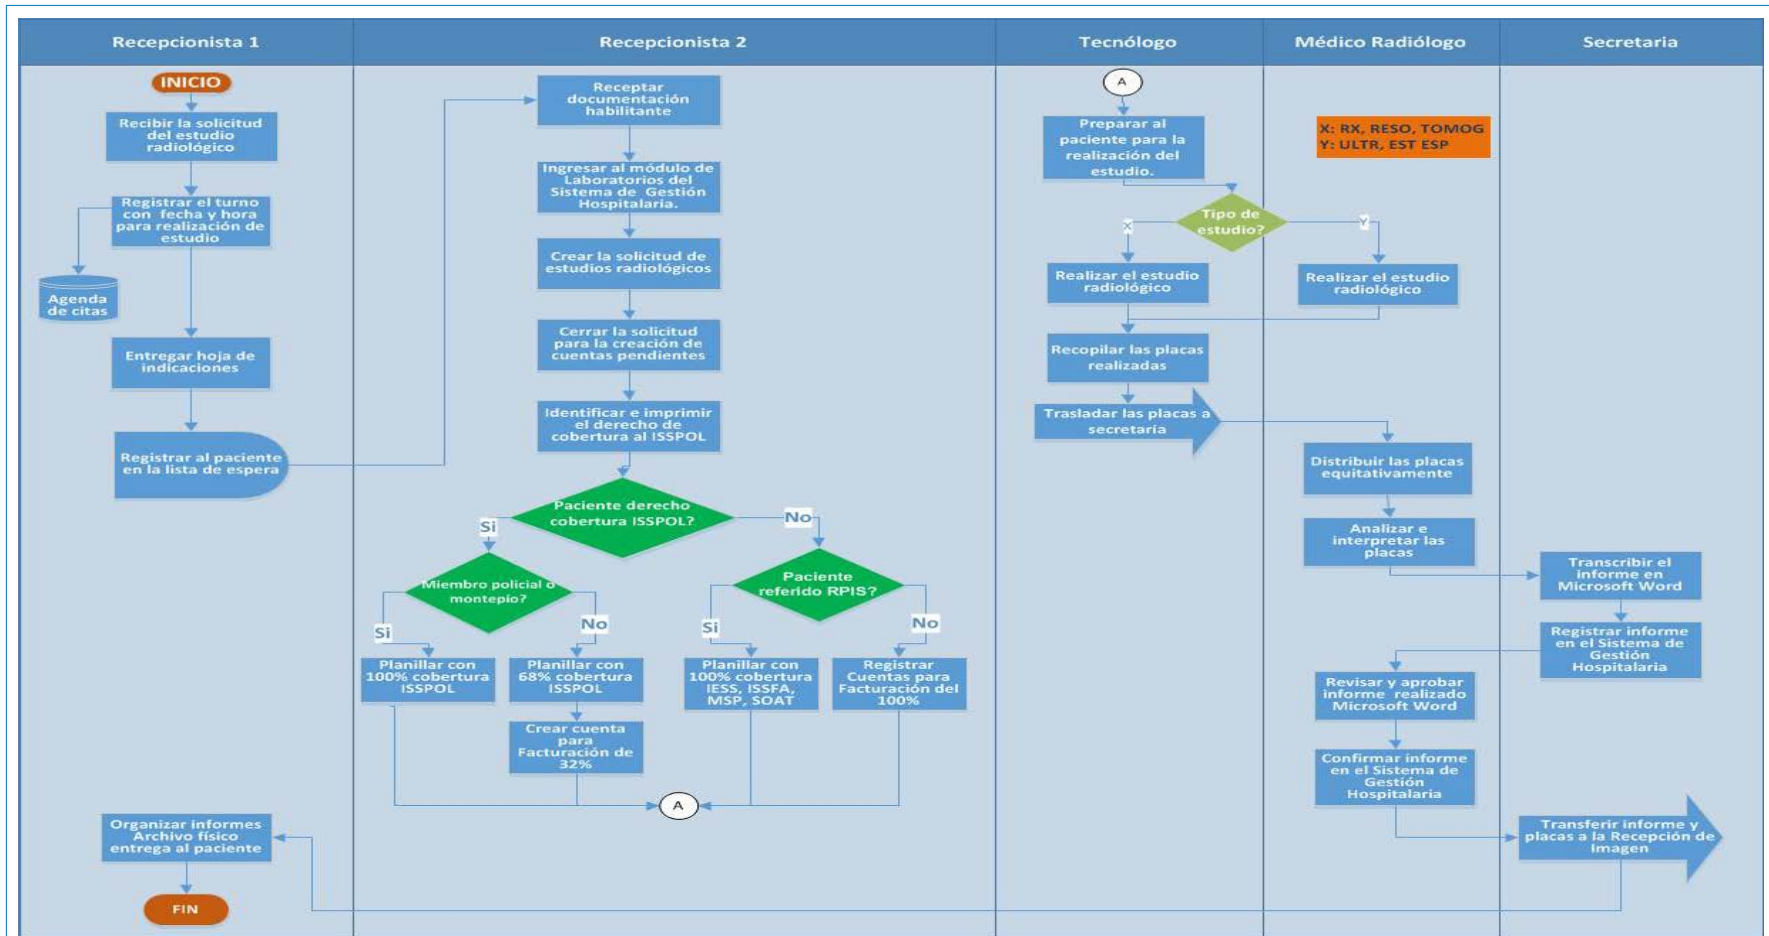 Recepcionista 1
Recepcionista 2
Tecnólogo
Médico Radiólogo
Secretaria
INICIO
Recibir la solicitud
del estudio
radiológico
Registrar el turno
con fecha y hora
para realización de
estudio
Agenda
de citas
Entregar hoja de
indicaciones
Registrar al paciente
en la lista de espera
Organizar informes
Archivo físico
entrega al paciente
FIN
Receptar
documentación
habilitante
Ingresar al módulo de
Laboratorios del
Sistema de Gestión
Hospitalaria.
Crear la solicitud de
estudios radiológicos
Cerrar la solicitud
para la creación de
cuentas pendientes
Identificar e imprimir
el derecho de
cobertura al ISSPOL
Paciente derecho
cobertura ISSPOL?
Si
No
Miembro policial o
montepío?
Paciente
referido RPIS?
Si
No
Si
No
Planillar con
100% cobertura
ISSPOL
Planillar con
68% cobertura
ISSPOL
Planillar con
100% cobertura
IESS, ISSFA,
MSP, SOAT
Registrar
Cuentas para
Facturación del
100%
Crear cuenta
para
Facturación de
32%
A
A
Preparar al
paciente para la
realización del
estudio.
X: RX, RESO, TOMOG
Y: ULTR, EST ESP
Tipo de
estudio?
X
Y
Realizar el estudio
radiológico
Realizar el estudio
radiológico
Recopilar las placas
realizadas
Trasladar las placas a
secretaría
Distribuir las placas
equitativamente
Analizar e
interpretar las
placas
Transcribir el
informe en
Microsoft Word
Registrar informe
en el Sistema de
Gestión
Hospitalaria
Revisar y aprobar
informe realizado
Microsoft Word
Confirmar informe
en el Sistema de
Gestión
Hospitalaria
Transferir informe y
placas a la Recepción de
Imagen